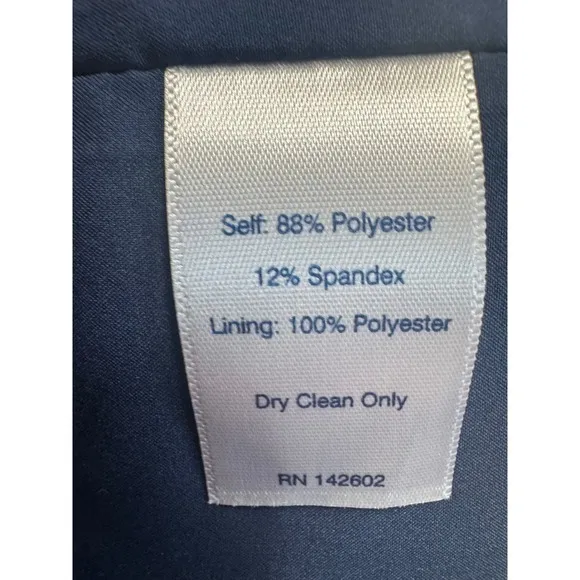 Self: 88% Polyester
12% Spandex
Lining: 100% Polyester
Dry Clean Only
RN 142602